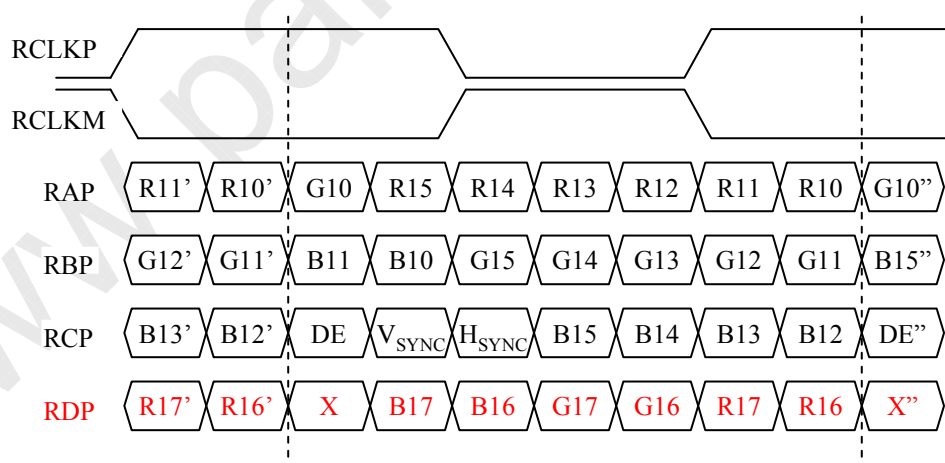 RCLKP
RCLKM
RAP R11’ R10’ G10 R15 R14 R13 R12 R11 R10 G10”
RBP G12’ G11’ B11 B10 G15 G14 G13 G12 G11 B15”
RCP B13’ B12’ DE VSYNC HSYNC B15 B14 B13 B12 DE”
RDP R17’ R16’ X B17 B16 G17 G16 R17 R16 X”